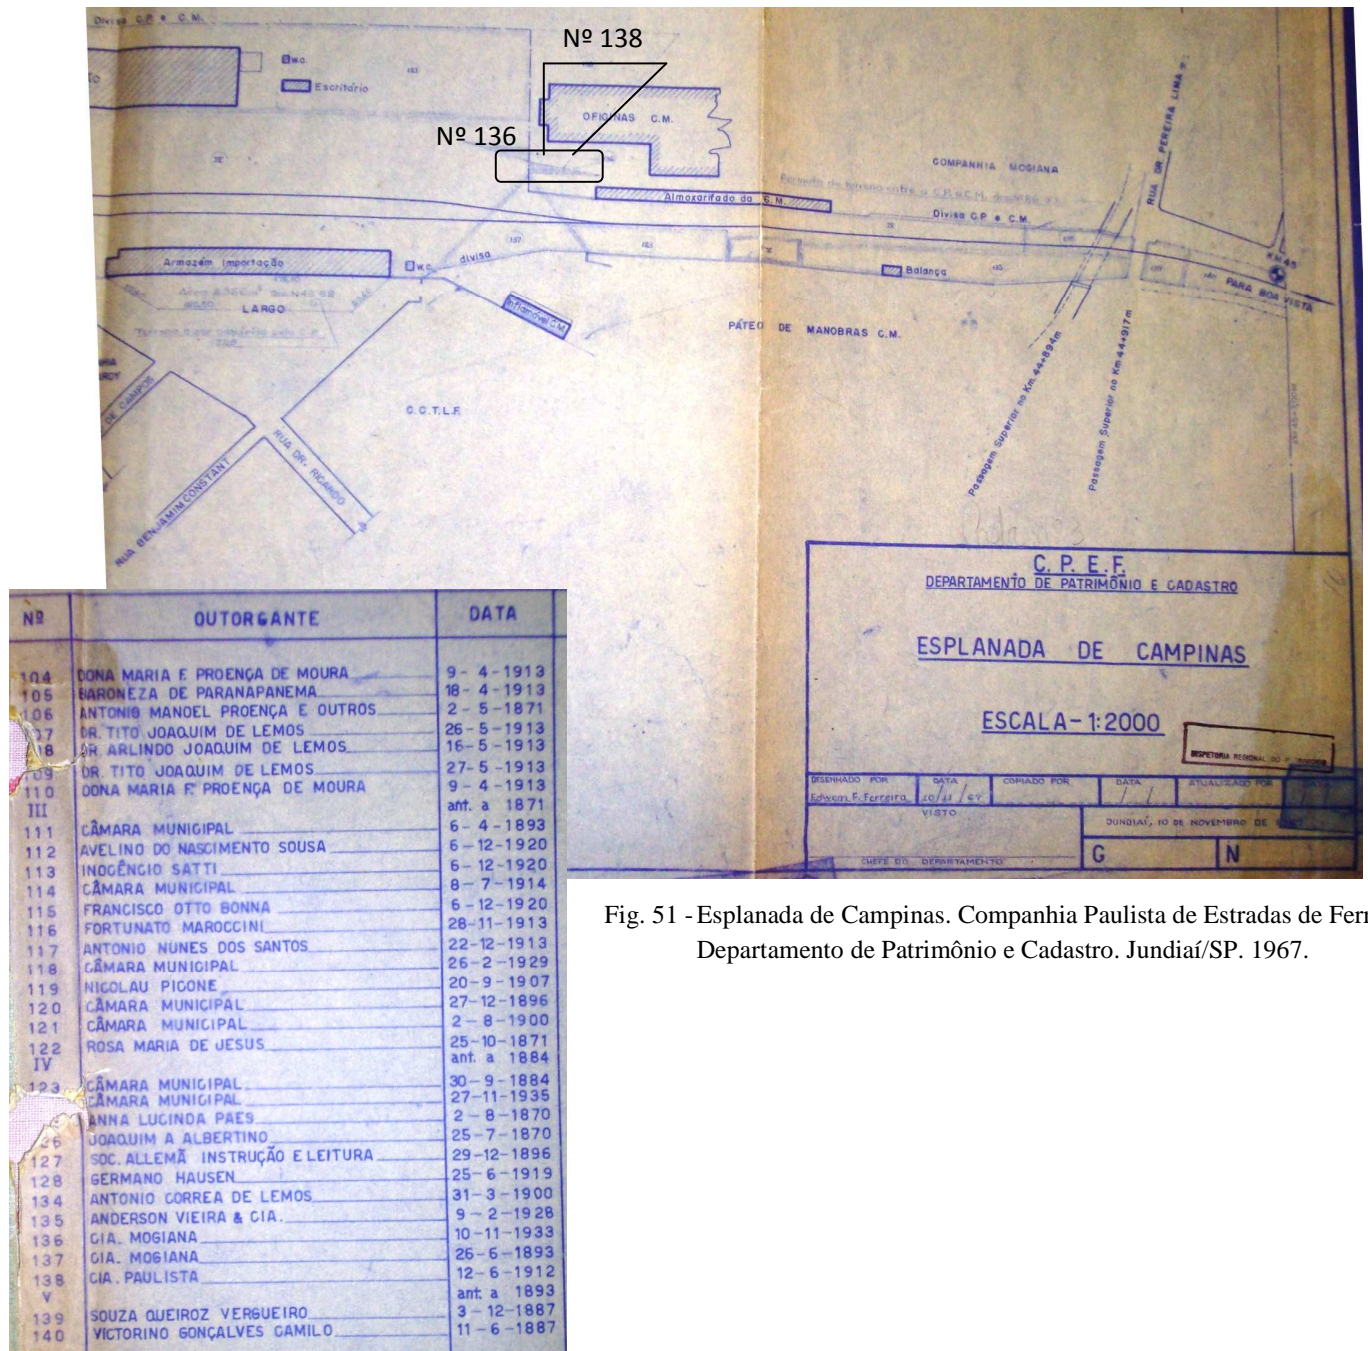 Divisa C.P. e C.M.
Nº 138
W.C.
Escritório
OFICINAS C.M.
Nº 136
COMPANHIA MOGIANA
RUA DR. PEREIRA LIMA
Almoxarifado da C.M.
Divisa C.P. e C.M.
137
divisa
Armazém Importação
W.C.
Balança
KM 45
PARA BOA VISTA
LARGO
Inflamável C.M.
PÁTEO DE MANOBRAS C.M.
Passagem Superior no Km.44+894m
Passagem Superior no Km.44+917m
DE CAMPOS
C.C.T.L.F.
RUA DR. RICARDO
RUA BENJAMIM CONSTANT
C. P. E. F.
DEPARTAMENTO DE PATRIMÔNIO E CADASTRO
ESPLANADA DE CAMPINAS
ESCALA-1:2000
INSPETORIA REGIONAL DO
DESENHADO POR DATA COPIADO POR DATA ATUALIZADO POR
Edwom F. Ferreira
VISTO
JUNDIAÍ, 10 DE NOVEMBRO DE
CHEFE DO DEPARTAMENTO
G N
Nº OUTORGANTE DATA
104 DONA MARIA F. PROENÇA DE MOURA 9-4-1913
105 BARONEZA DE PARANAPANEMA 18-4-1913
106 ANTONIO MANOEL PROENÇA E OUTROS 2-5-1871
07 DR. TITO JOAQUIM DE LEMOS 26-5-1913
8 DR. ARLINDO JOAQUIM DE LEMOS 16-5-1913
09 DR. TITO JOAQUIM DE LEMOS 27-5-1913
110 DONA MARIA F. PROENÇA DE MOURA 9-4-1913
III ant. a 1871
111 CÂMARA MUNICIPAL 6-4-1893
112 AVELINO DO NASCIMENTO SOUSA 6-12-1920
113 INOCÊNCIO SATTI 6-12-1920
114 CÂMARA MUNICIPAL 8-7-1914
115 FRANCISCO OTTO BONNA 6-12-1920
116 FORTUNATO MAROCCINI 28-11-1913
117 ANTONIO NUNES DOS SANTOS 22-12-1913
118 CÂMARA MUNICIPAL 26-2-1929
119 NICOLAU PICONE 20-9-1907
120 CÂMARA MUNICIPAL 27-12-1896
121 CÂMARA MUNICIPAL 2-8-1900
122 ROSA MARIA DE JESUS 25-10-1871
IV ant. a 1884
123 CÂMARA MUNICIPAL 30-9-1884
CÂMARA MUNICIPAL 27-11-1935
ANNA LUCINDA PAES 2-8-1870
26 JOAQUIM A ALBERTINO 25-7-1870
127 SOC. ALLEMÃ INSTRUÇÃO E LEITURA 29-12-1896
128 GERMANO HAUSEN 25-6-1919
134 ANTONIO CORREA DE LEMOS 31-3-1900
135 ANDERSON VIEIRA & CIA. 9-2-1928
136 CIA. MOGIANA 10-11-1933
137 CIA. MOGIANA 26-6-1893
138 CIA. PAULISTA 12-6-1912
V ant. a 1893
139 SOUZA QUEIROZ VERGUEIRO 3-12-1887
140 VICTORINO GONÇALVES CAMILO 11-6-1887
Fig. 51 - Esplanada de Campinas. Companhia Paulista de Estradas de Ferr
Departamento de Patrimônio e Cadastro. Jundiaí/SP. 1967.